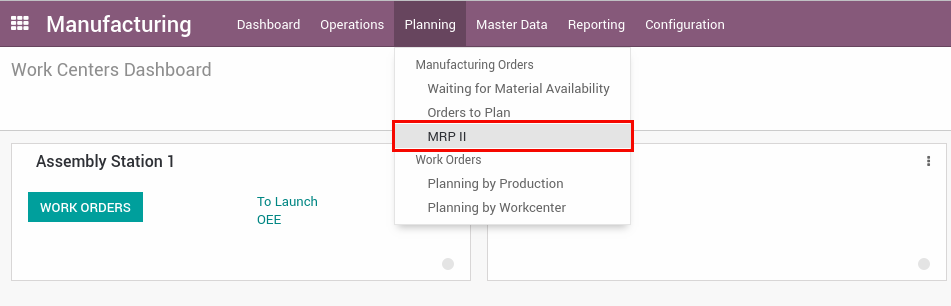 Manufacturing Dashboard Operations Planning Master Data Reporting Configuration
Work Centers Dashboard
Manufacturing Orders
Waiting for Material Availability
Orders to Plan
MRP II
Work Orders
Planning by Production
Planning by Workcenter
Assembly Station 1
WORK ORDERS
To Launch
OEE